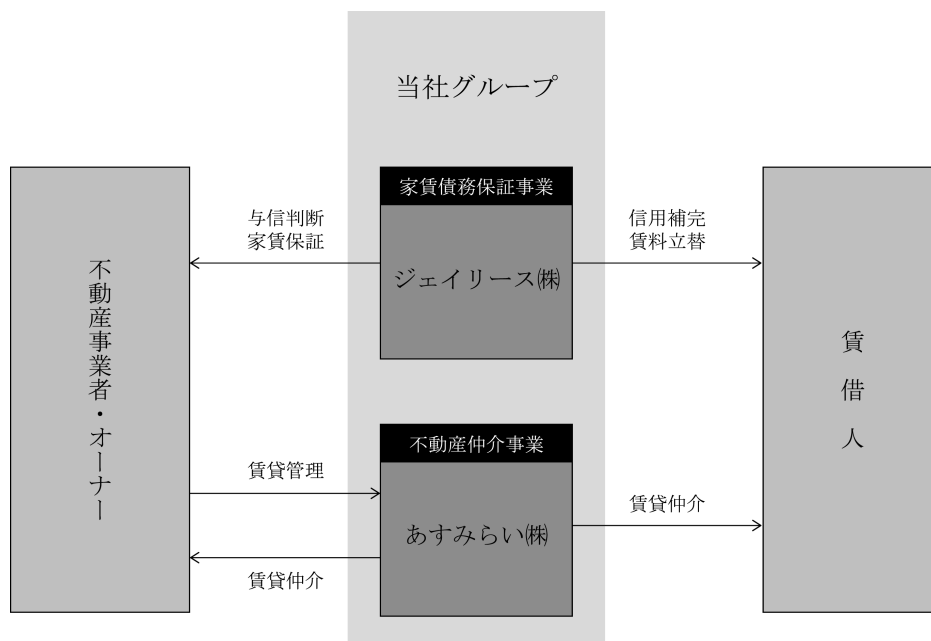 当社グループ
家賃債務保証事業
与信判断
家賃保証
信用補完
賃料立替
ジェイリース㈱
不動産事業者・オーナー
賃借人
不動産仲介事業
賃貸管理
賃貸仲介
あすみらい㈱
賃貸仲介